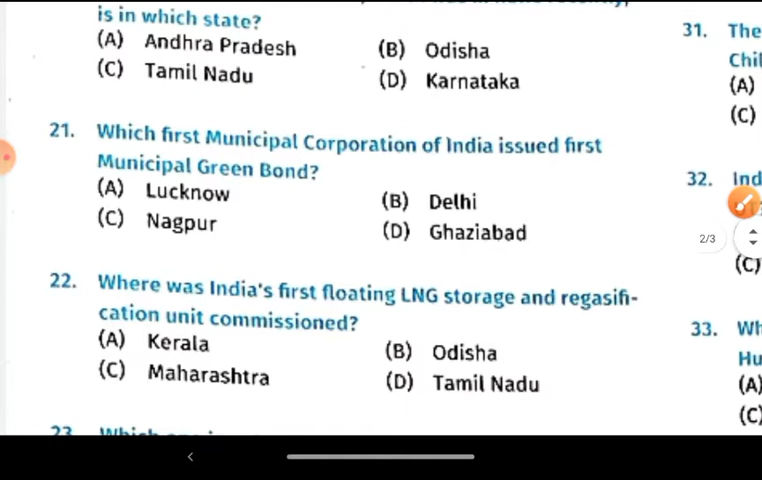 is in which state?
(A) Andhra Pradesh
(B) Odisha
(C) Tamil Nadu
(D) Karnataka
21. Which first Municipal Corporation of India issued first
Municipal Green Bond?
(A) Lucknow
(B) Delhi
(C) Nagpur
(D) Ghaziabad
22. Where was India's first floating LNG storage and regasifi-
cation unit commissioned?
(A) Kerala
(B) Odisha
(C) Maharashtra
(D) Tamil Nadu
23
31. The
Chil
(A)
(C)
32. Ind
(C)
33. Wh
Hu
(A)
(C)
2/3